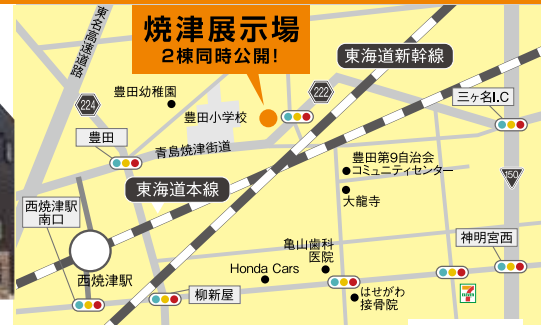 焼津展示場
2棟同時公開!
東名高速道路
東海道新幹線
豊田幼稚園
224
222
三ヶ名I.C
豊田小学校
豊田
青島焼津街道
豊田第9自治会
コミュニティセンター
150
東海道本線
大龍寺
西焼津駅
南口
亀山歯科
医院
神明宮西
西焼津駅
Honda Cars
柳新屋
はせがわ
接骨院
ELEVEN